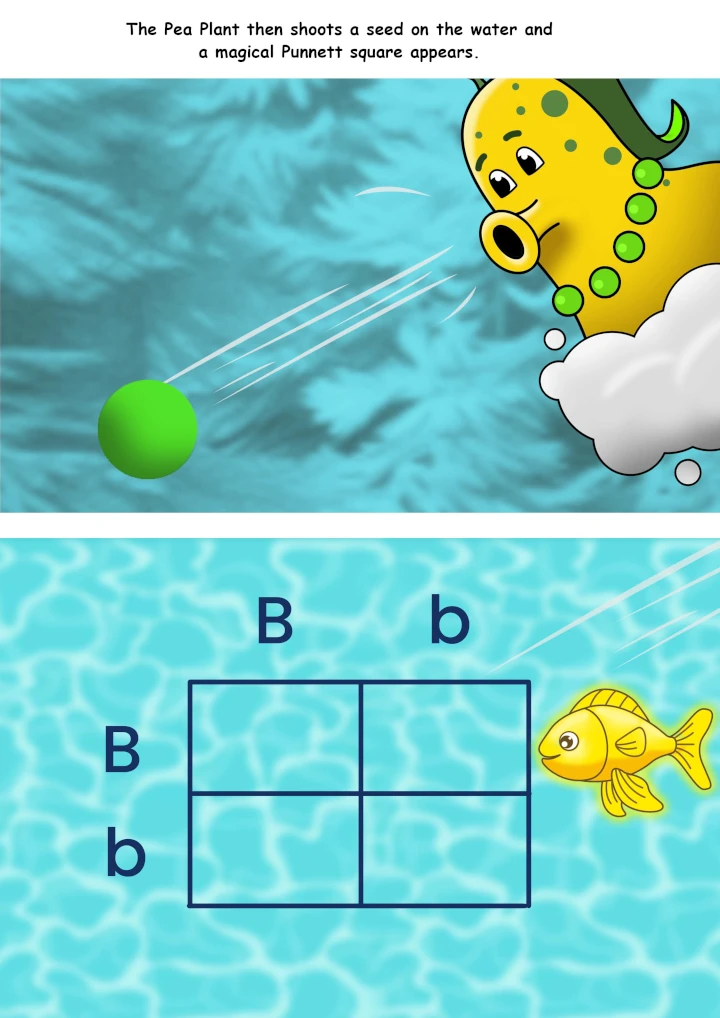 The Pea Plant then shoots a seed on the water and
a magical Punnett square appears.
B b
B
b